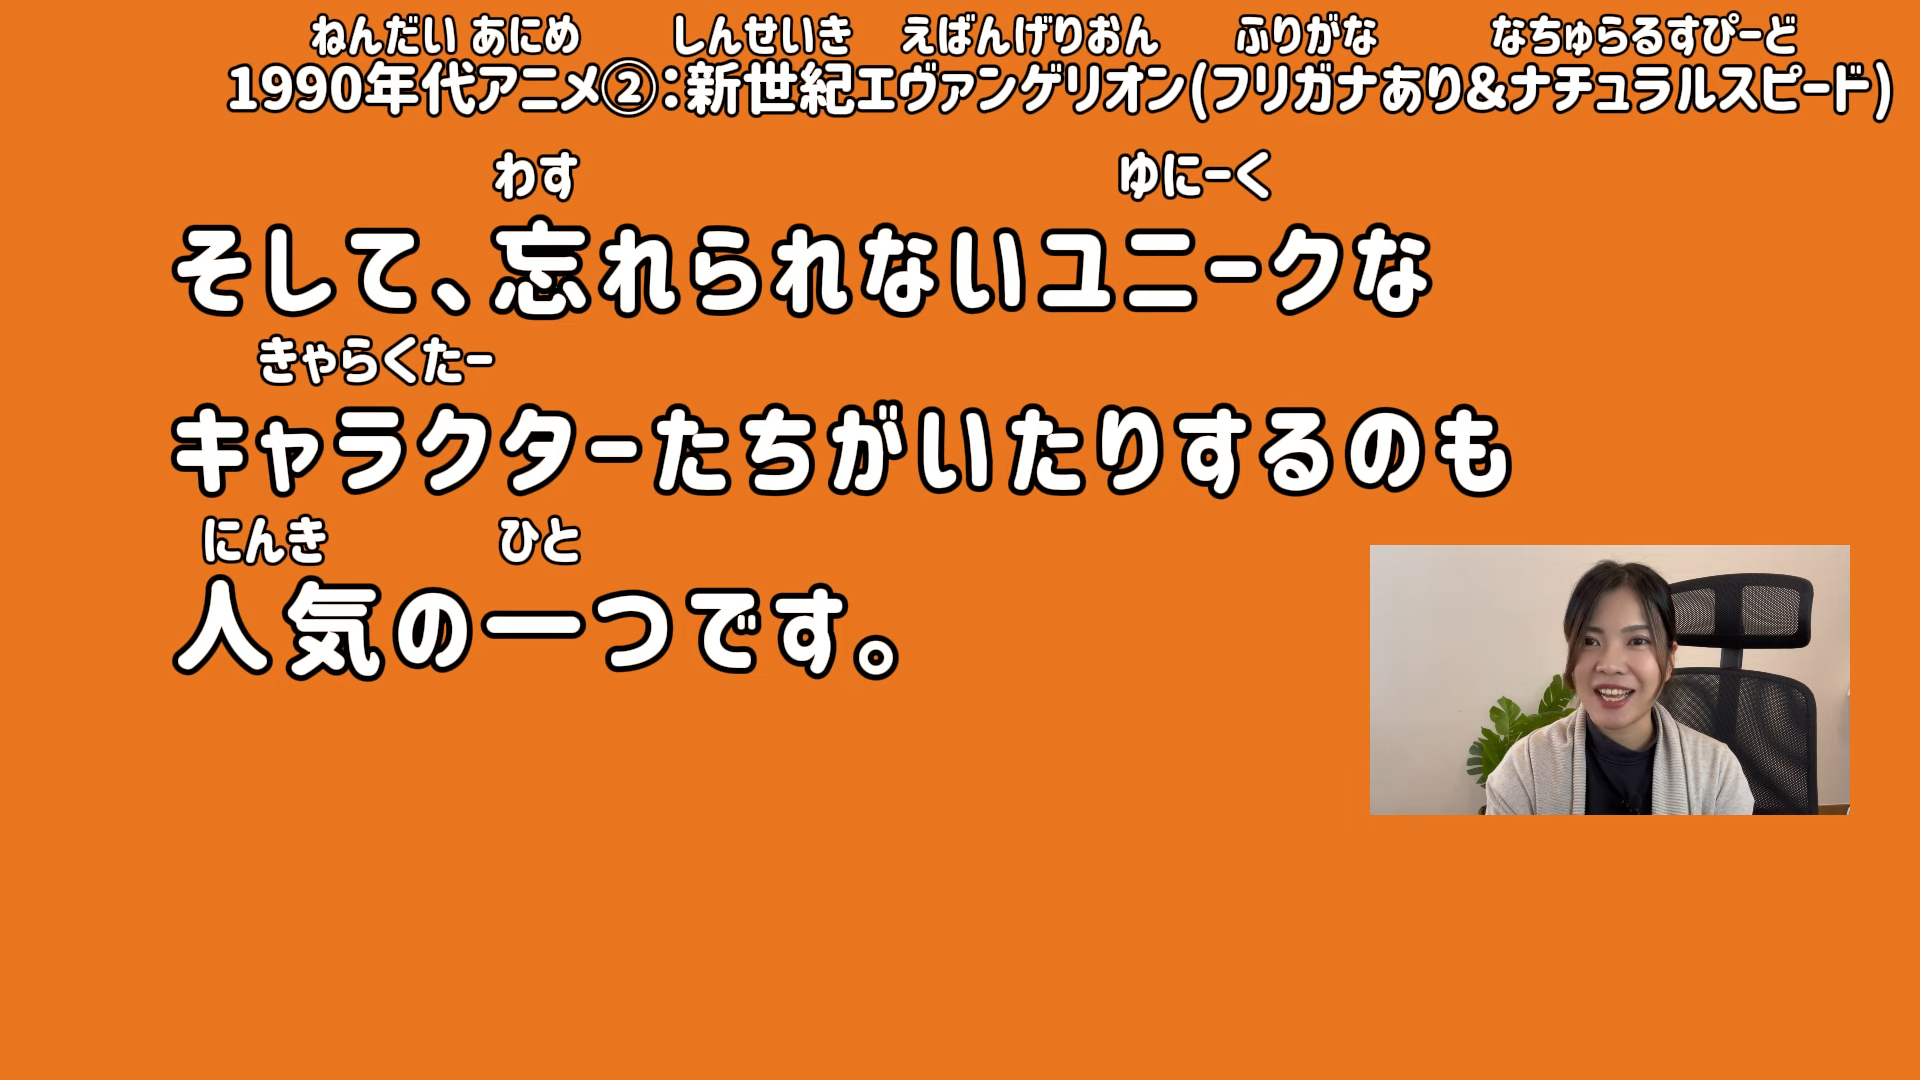 ねんだい あにめ しんせいき えばんげりおん ふりがな なちゅらるすぴーど
1990年代アニメ②：新世紀エヴァンゲリオン(フリガナあり&ナチュラルスピード)
わす ゆにーく
そして、忘れられないユニークな
きゃらくたー
キャラクターたちがいたりするのも
にんき ひと
人気の一つです。